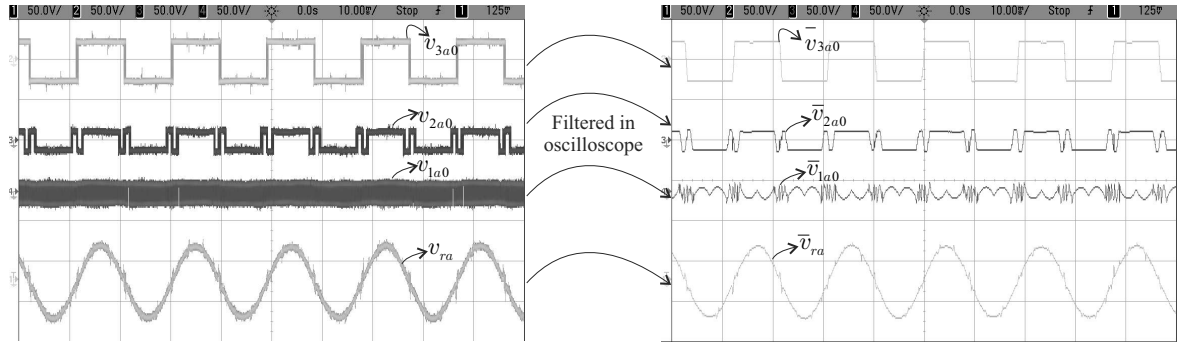 1 50.0V/ 2 50.0V/ 3 50.0V/ 4 50.0V/ 0.0s 10.00㎳/ Stop 1 125㎷
v3a0
v2a0
v1a0
vra
Filtered in
oscilloscope
1 50.0V/ 2 50.0V/ 3 50.0V/ 4 50.0V/ 0.0s 10.00㎳/ Stop 1 125㎷
v̅3a0
v̅2a0
v̅1a0
v̅ra